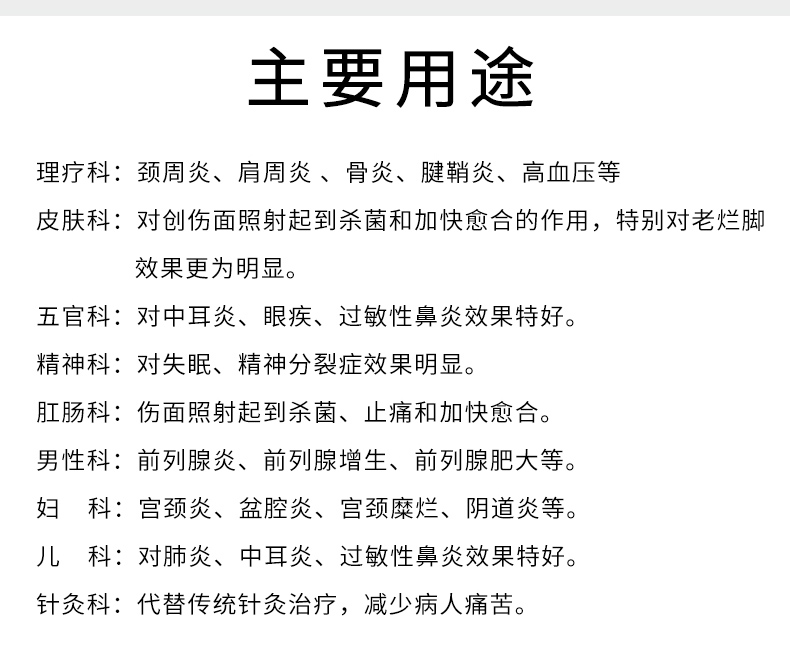 主要用途
理疗科：颈周炎、肩周炎 、骨炎、腱鞘炎、高血压等
皮肤科：对创伤面照射起到杀菌和加快愈合的作用，特别对老烂脚
效果更为明显。
五官科：对中耳炎、眼疾、过敏性鼻炎效果特好。
精神科：对失眠、精神分裂症效果明显。
肛肠科：伤面照射起到杀菌、止痛和加快愈合。
男性科：前列腺炎、前列腺增生、前列腺肥大等。
妇　科：宫颈炎、盆腔炎、宫颈糜烂、阴道炎等。
儿　科：对肺炎、中耳炎、过敏性鼻炎效果特好。
针灸科：代替传统针灸治疗，减少病人痛苦。